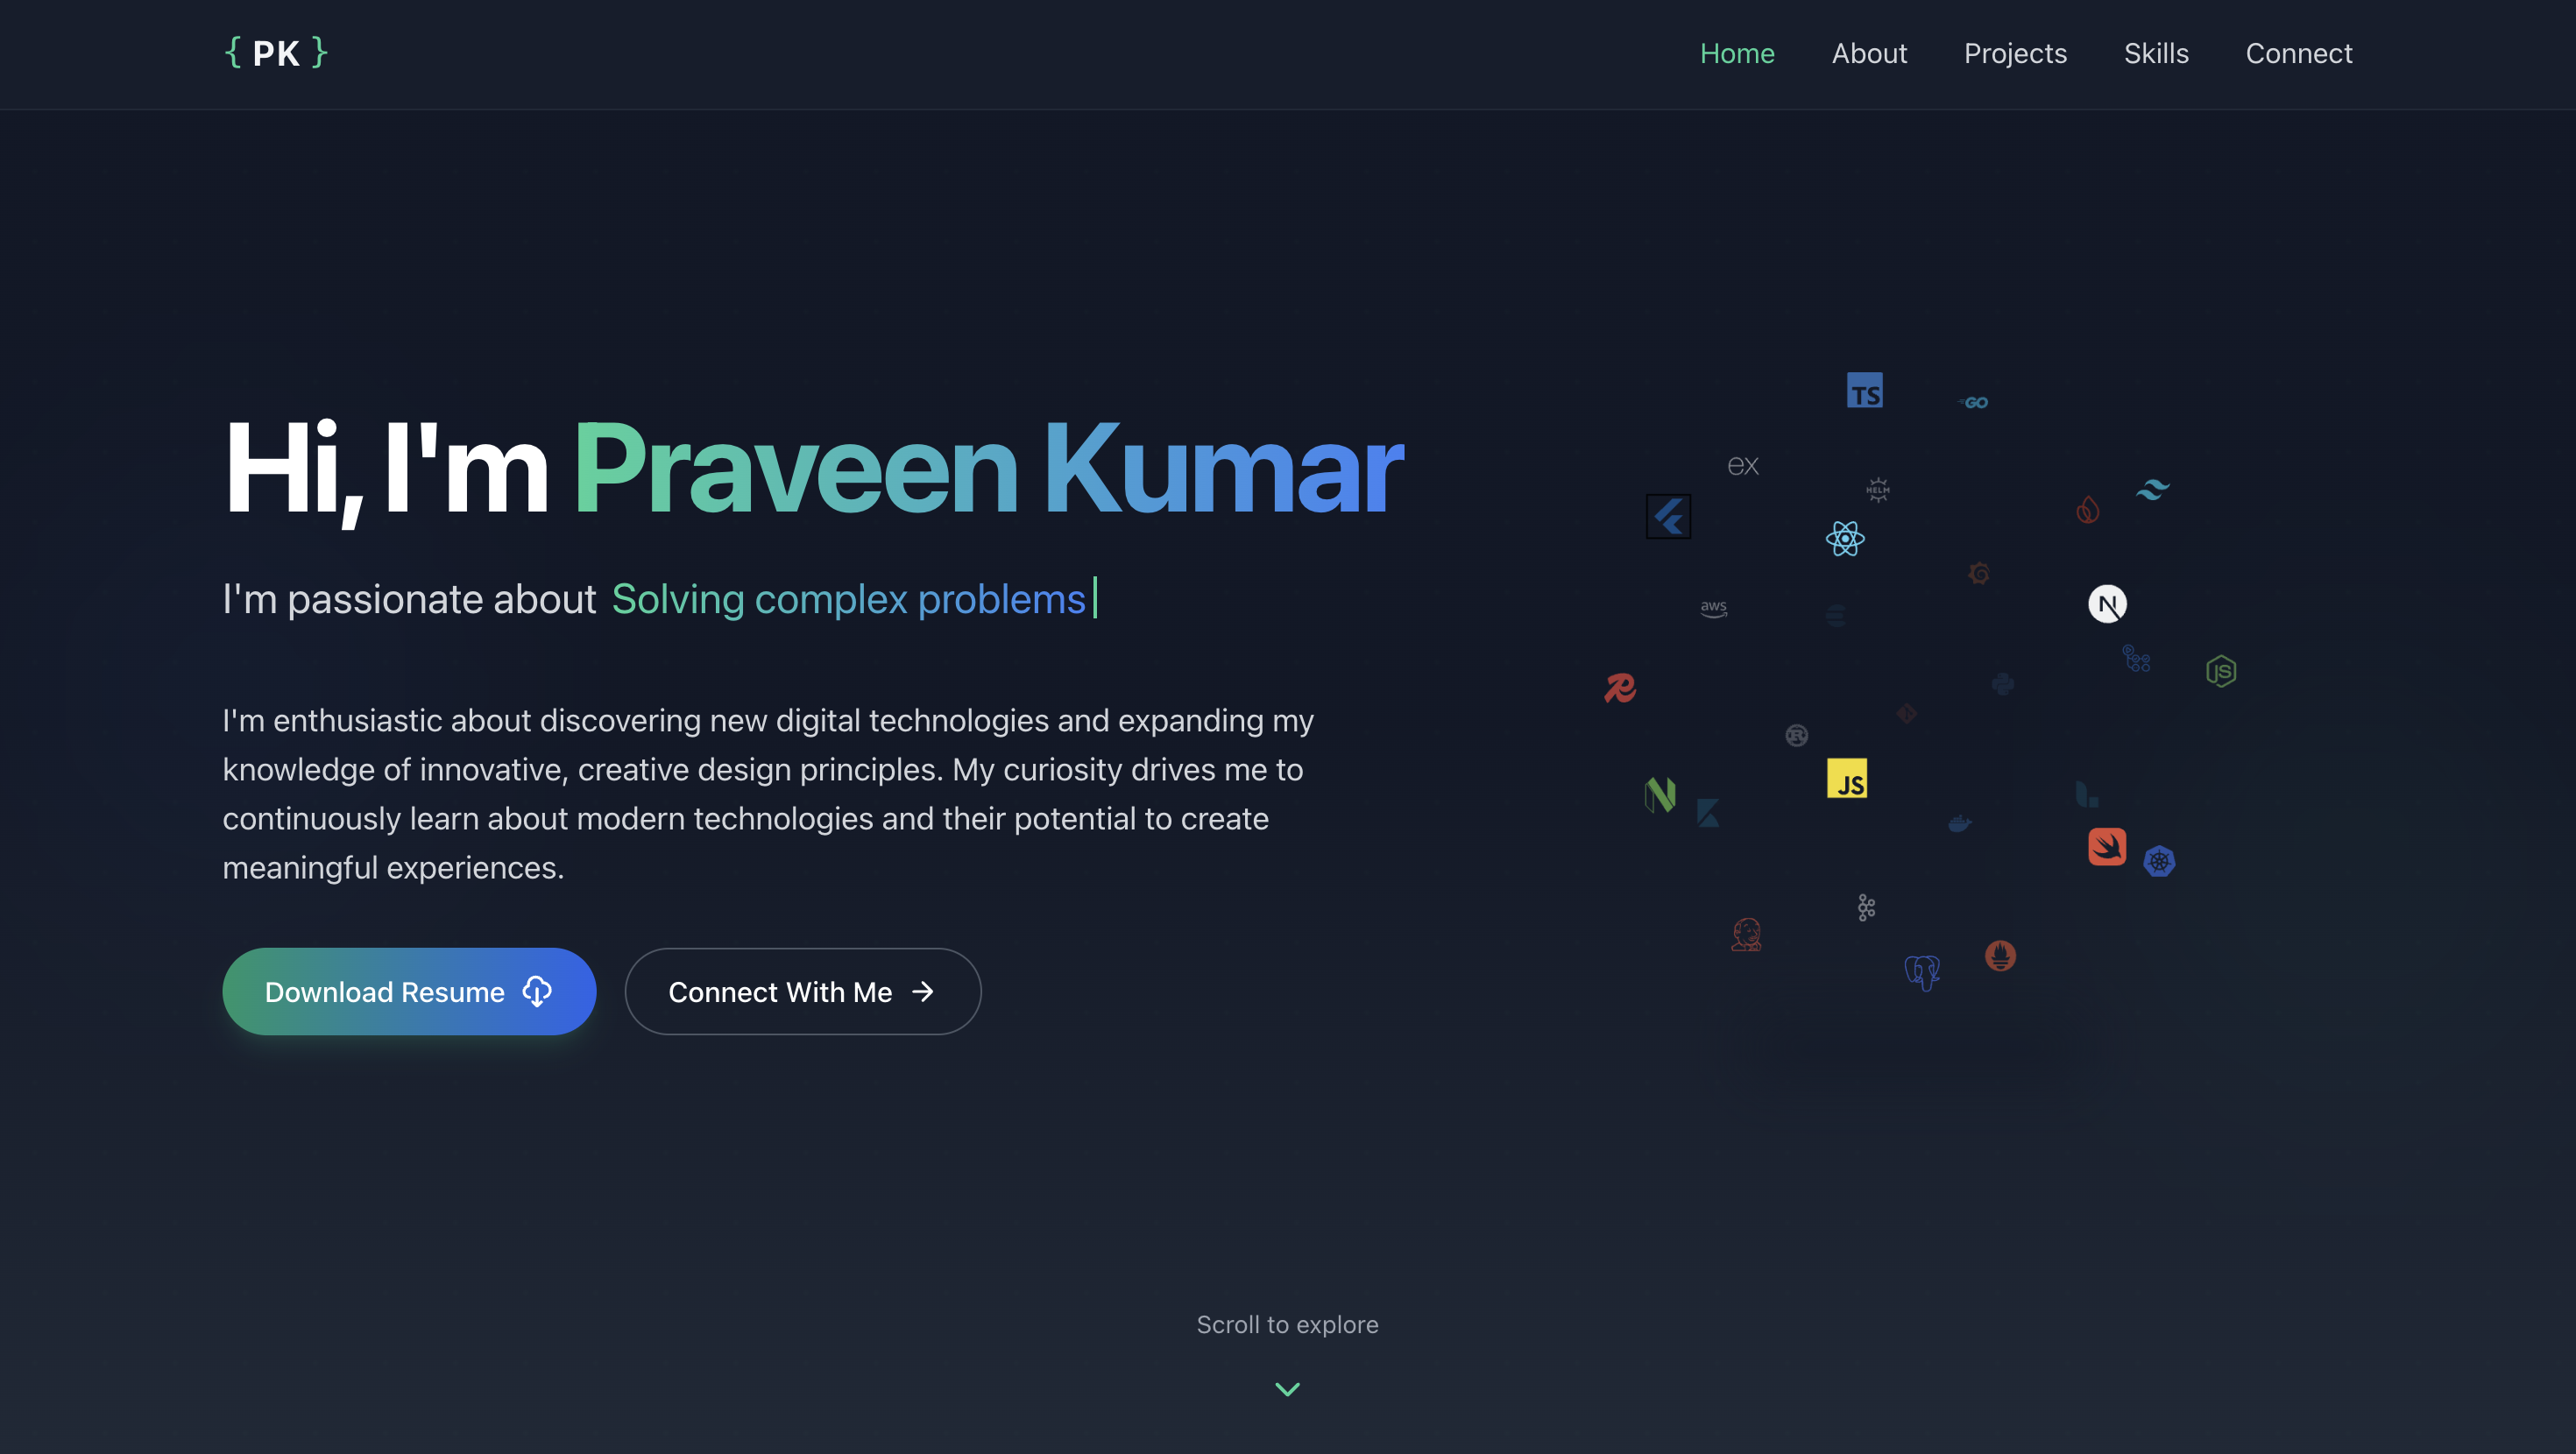 { PK }
Home About Projects Skills Connect
Hi, I'm Praveen Kumar
I'm passionate about Solving complex problems
I'm enthusiastic about discovering new digital technologies and expanding my
knowledge of innovative, creative design principles. My curiosity drives me to
continuously learn about modern technologies and their potential to create
meaningful experiences.
Download Resume
Connect With Me
TS
GO
ex
HELM
aws
N
JS
R
JS
Scroll to explore